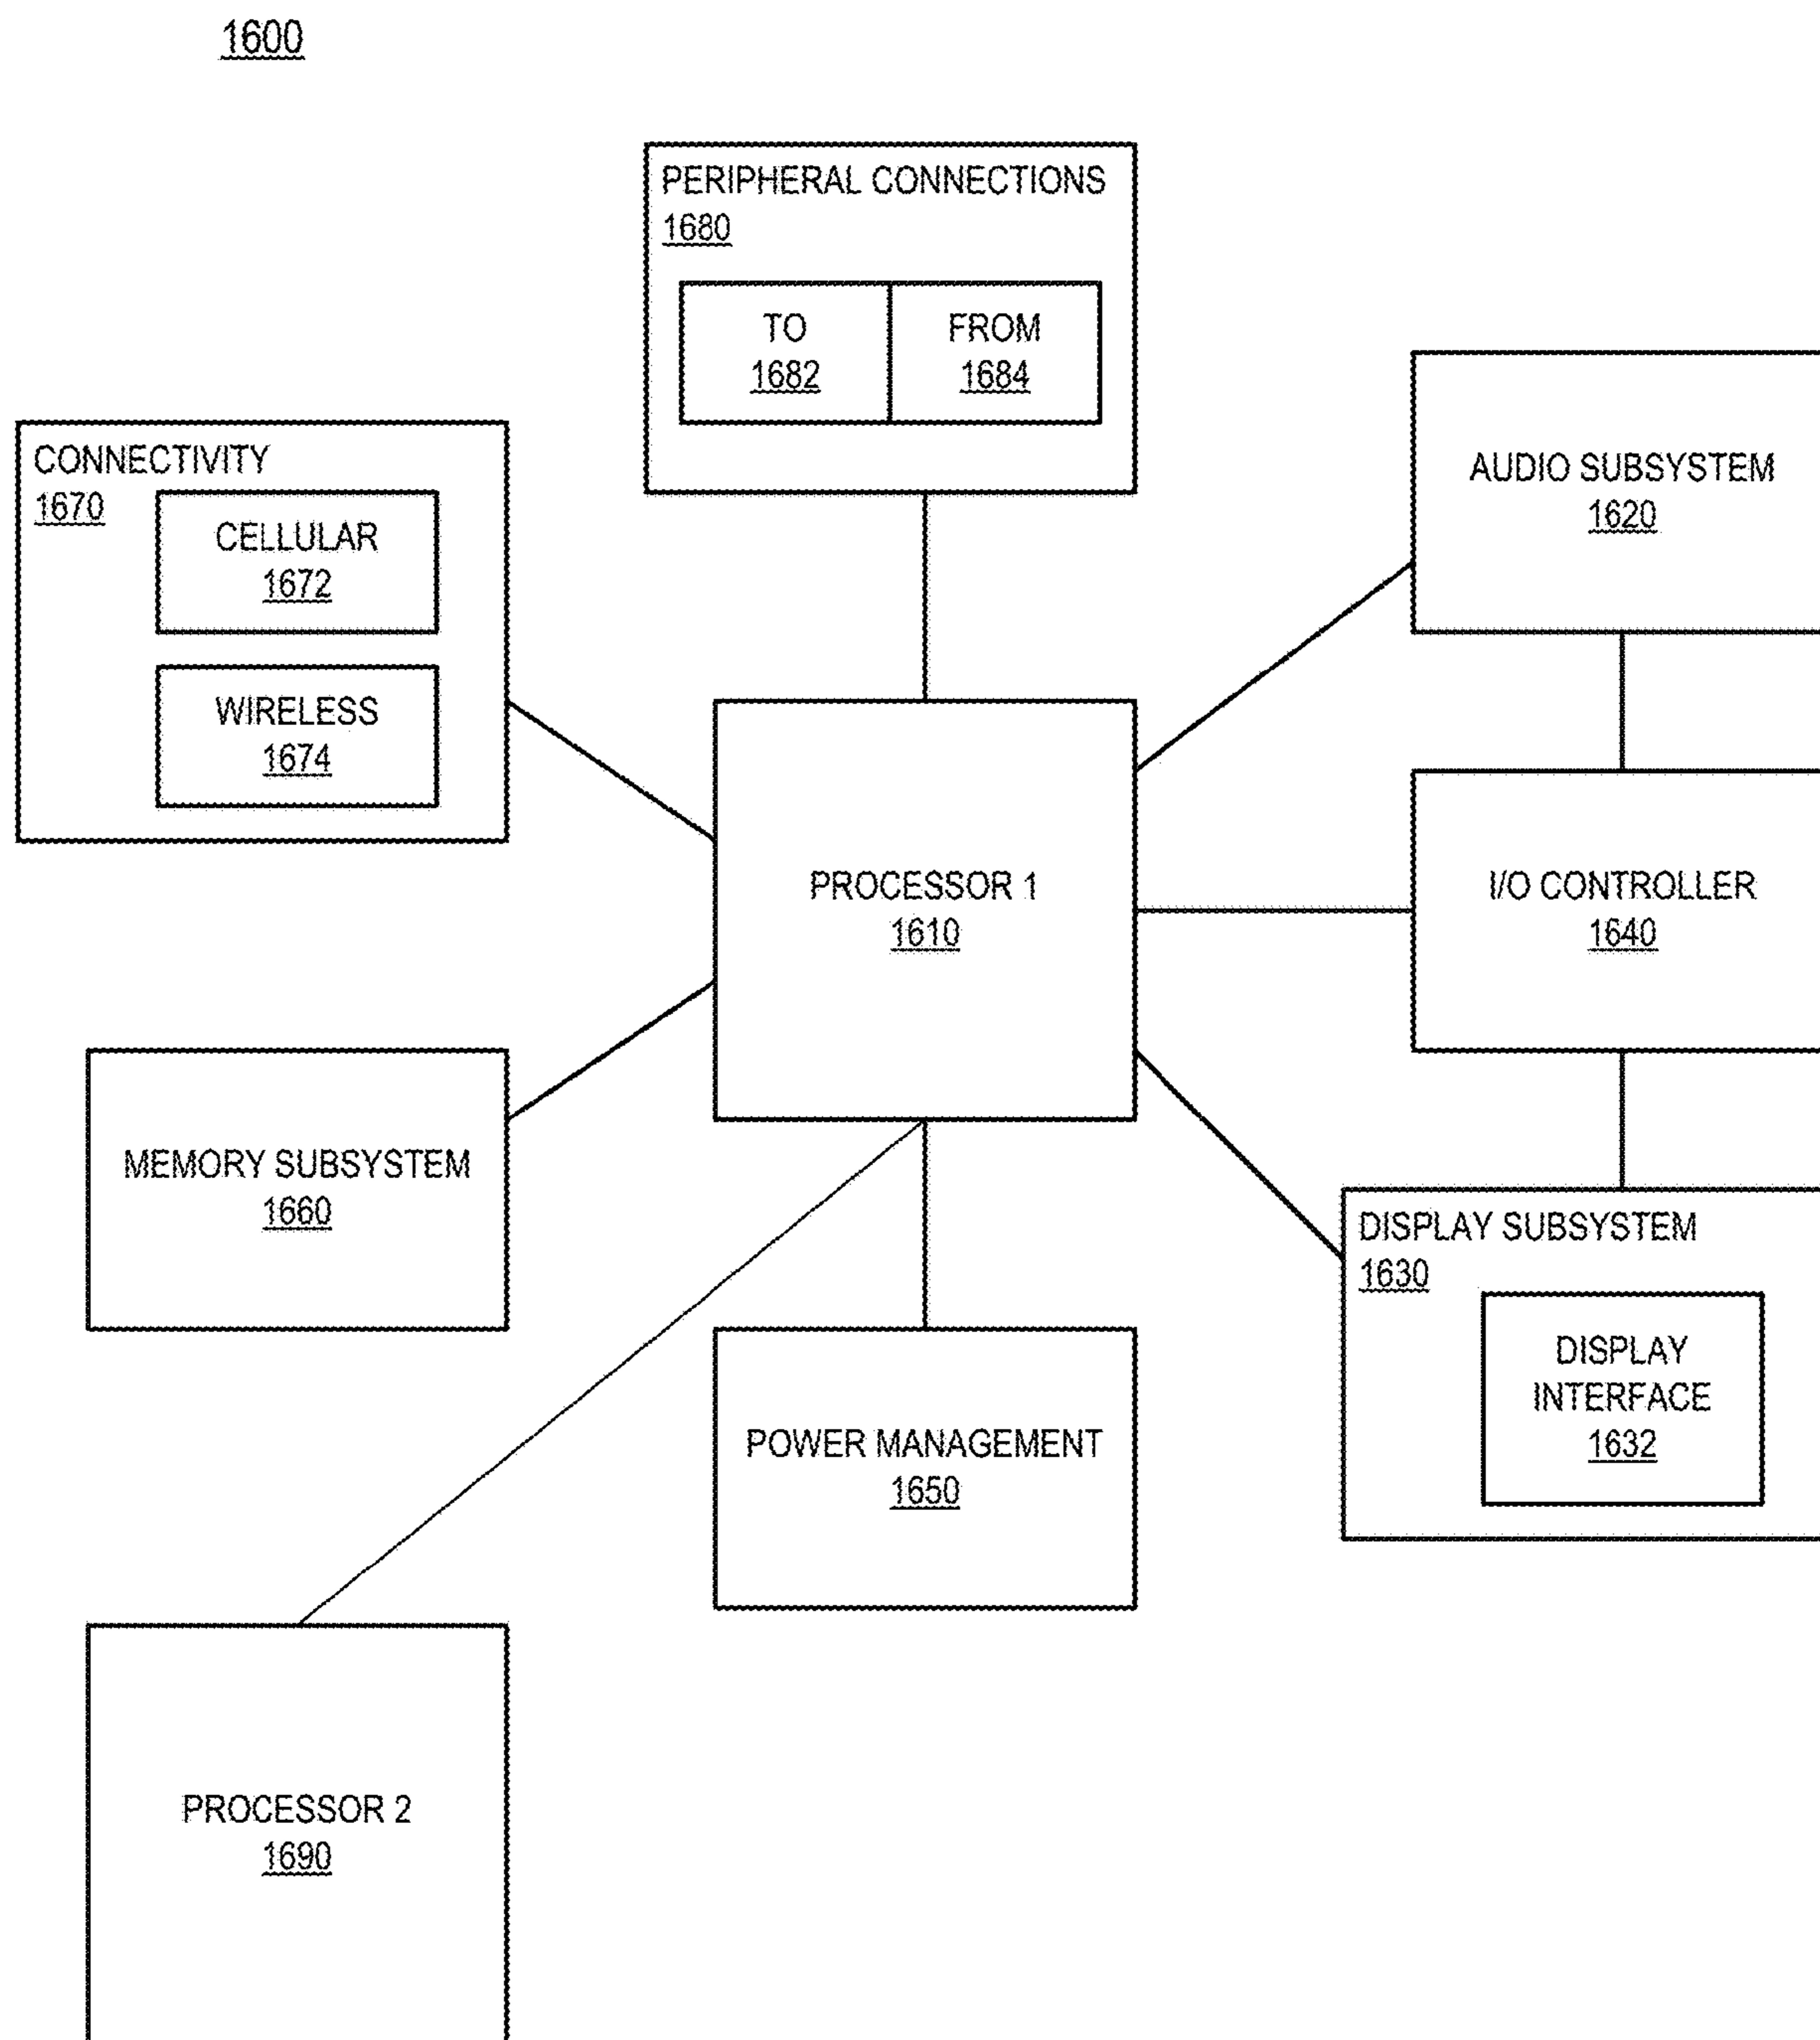 1600
PERIPHERAL CONNECTIONS
1680
TO
1682
FROM
1684
CONNECTIVITY
1670
CELLULAR
1672
WIRELESS
1674
AUDIO SUBSYSTEM
1620
PROCESSOR 1
1610
I/O CONTROLLER
1640
MEMORY SUBSYSTEM
1660
DISPLAY SUBSYSTEM
1630
DISPLAY
INTERFACE
1632
POWER MANAGEMENT
1650
PROCESSOR 2
1690